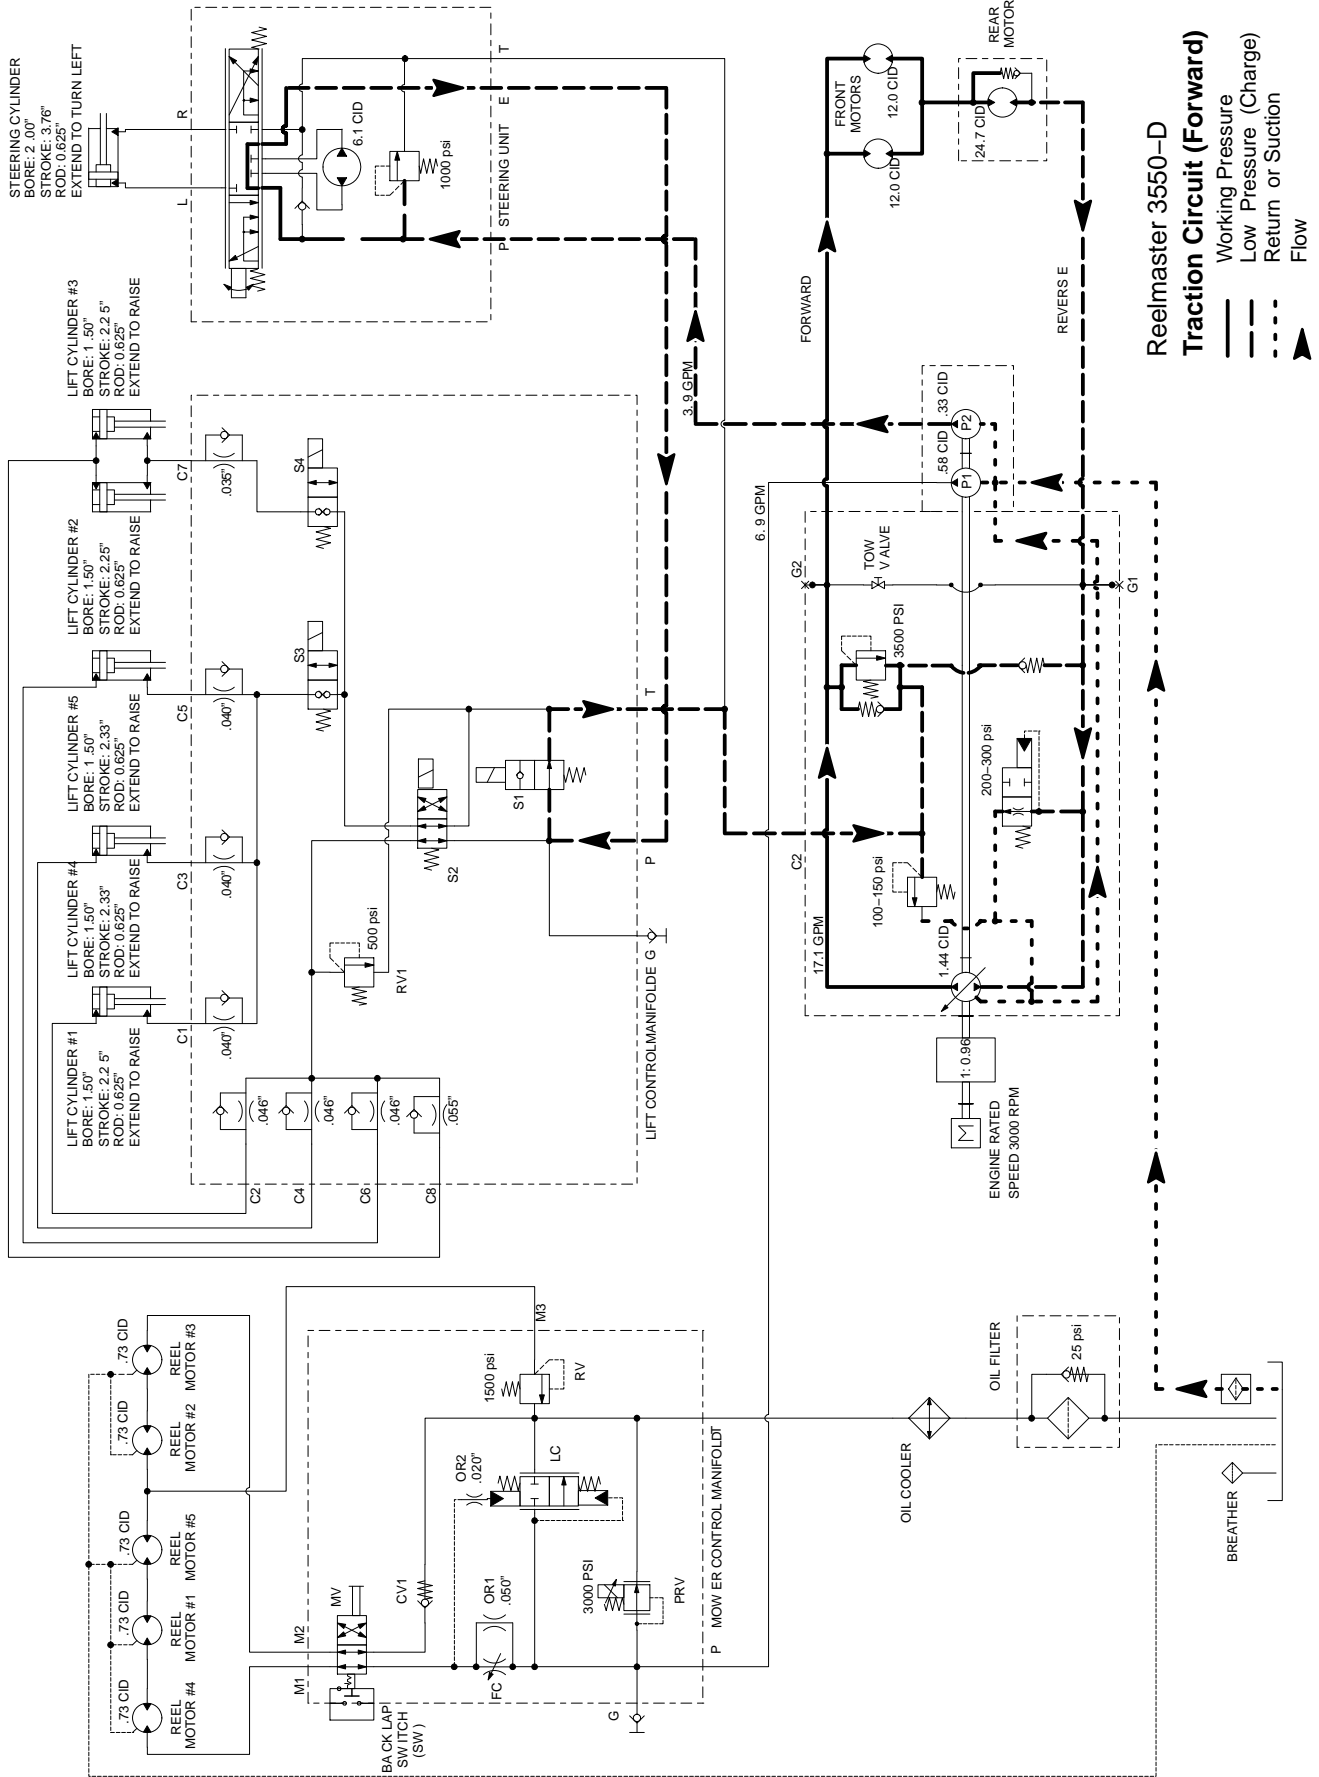 STEERING CYLINDER
BORE: 2 .00"
STROKE: 3.76"
ROD: 0.625"
EXTEND TO TURN LEFT
L
R
6.1 CID
1000 psi
P
STEERING UNIT
E
T
LIFT CYLINDER #3
BORE: 1 .50"
STROKE: 2.2 5"
ROD: 0.625"
EXTEND TO RAISE
LIFT CYLINDER #2
BORE: 1.50"
STROKE: 2.25"
ROD: 0.625"
EXTEND TO RAISE
LIFT CYLINDER #5
BORE: 1 .50"
STROKE: 2.33"
ROD: 0.625"
EXTEND TO RAISE
LIFT CYLINDER #4
BORE: 1.50"
STROKE: 2.33"
ROD: 0.625"
EXTEND TO RAISE
LIFT CYLINDER #1
BORE: 1.50"
STROKE: 2.2 5"
ROD: 0.625"
EXTEND TO RAISE
C7
.035"
C5
.040"
C3
.040"
C1
.040"
S4
S3
S1
S2
500 psi
RV1
.046"
.046"
.046"
.055"
C2
C4
C6
C8
LIFT CONTROLMANIFOLDE
G
P
T
.73 CID
REEL
MOTOR #4
.73 CID
REEL
MOTOR #1
.73 CID
REEL
MOTOR #5
.73 CID
REEL
MOTOR #2
.73 CID
REEL
MOTOR #3
M1
M2
M3
MV
BA CK LAP
SW ITCH
(SW )
CV1
OR2
.020"
LC
1500 psi
RV
OR1
.050"
FC
3000 PSI
PRV
G
P
MOW ER CONTROL MANIFOLDT
OIL COOLER
OIL FILTER
25 psi
BREATHER
3. 9 GPM
6. 9 GPM
17.1 GPM
FORWARD
REVERS E
FRONT
MOTORS
12.0 CID
12.0 CID
REAR
MOTOR
24.7 CID
.58 CID
.33 CID
P1
P2
G2
TOW
V ALVE
G1
3500 PSI
200–300 psi
100–150 psi
C2
1.44 CID
1: 0.96
M
ENGINE RATED
SPEED 3000 RPM
Reelmaster 3550–D
Traction Circuit (Forward)
Working Pressure
Low Pressure (Charge)
Return or Suction
Flow